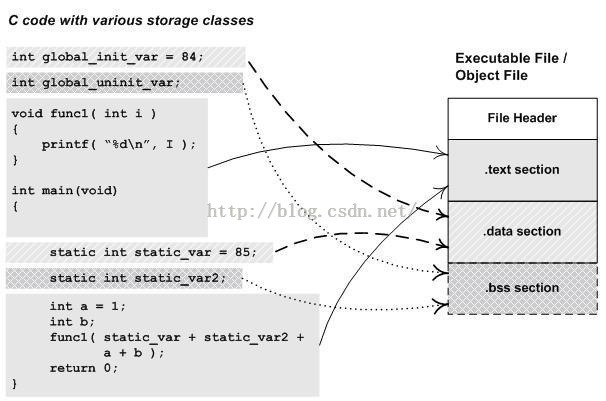 C code with various storage classes
int global_init_var = 84;
int global_uninit_var;
void func1( int i )
{
printf( “%d\n”, I );
}
int main(void)
{
static int static_var = 85;
static int static_var2;
int a = 1;
int b;
func1( static_var + static_var2 +
a + b );
return 0;
}
Executable File /
Object File
File Header
.text section
.data section
.bss section
http://blog.csdn.net/